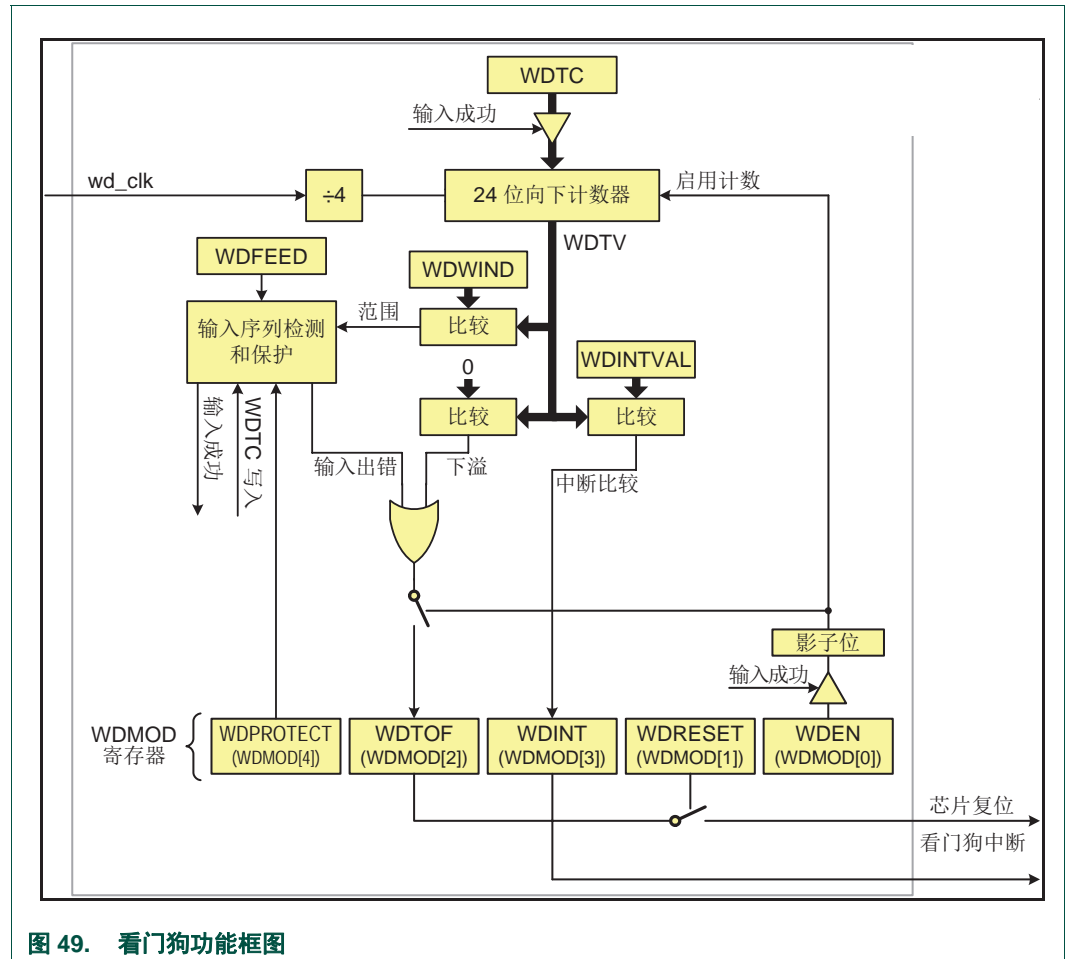 WDTC
输入成功
wd_clk
÷4
24 位向下计数器
启用计数
WDTV
WDFEED
WDWIND
范围
比较
输入序列检测
和保护
0
WDINTVAL
比较
比较
输入成功
WDTC 写入
输入出错
下溢
中断比较
影子位
输入成功
WDMOD
寄存器
WDPROTECT
(WDMOD[4])
WDTOF
(WDMOD[2])
WDINT
(WDMOD[3])
WDRESET
(WDMOD[1])
WDEN
(WDMOD[0])
芯片复位
看门狗中断
图 49. 看门狗功能框图